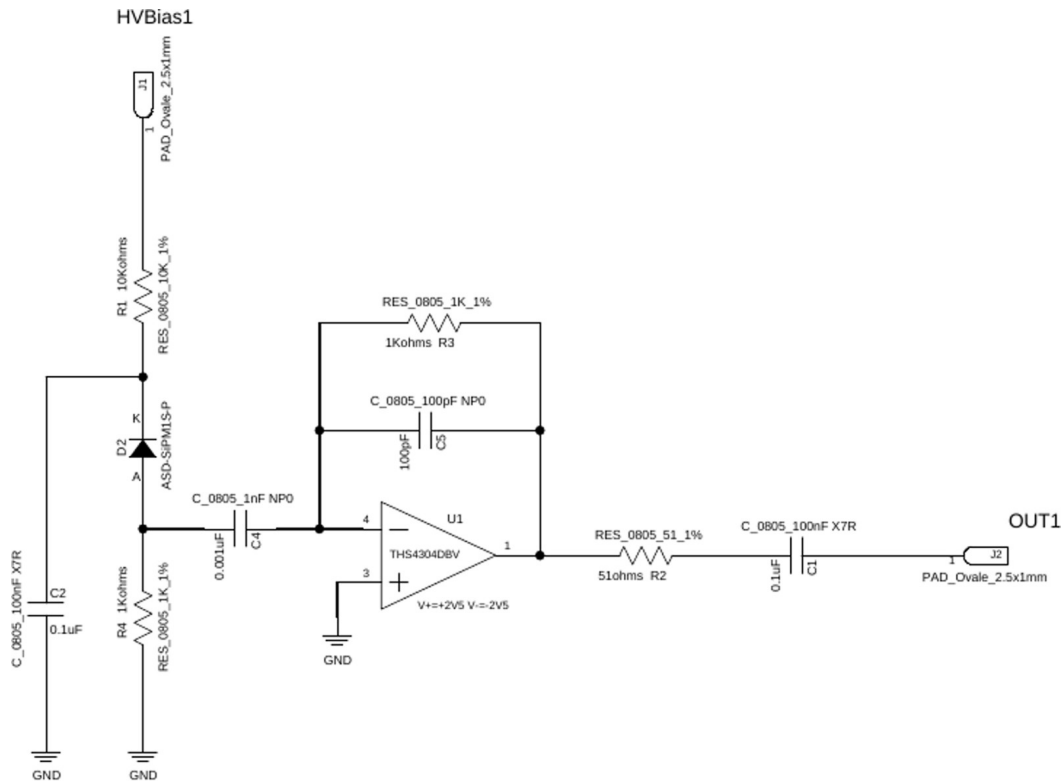 HVBias1
J1
1
PAD_Ovale_2.5x1mm
R1 10Kohms
RES_0805_10K_1%
K
D2
A
ASD-SiPM1S-P
C_0805_100nF X7R
C2
0.1uF
GND
R4 1Kohms
RES_0805_1K_1%
GND
C_0805_1nF NP0
0.001uF
C4
RES_0805_1K_1%
1Kohms R3
C_0805_100pF NP0
100pF
C5
U1
4
THS4304DBV
1
3
V+=+2V5 V-=-2V5
GND
RES_0805_51_1%
51ohms R2
C_0805_100nF X7R
0.1uF
C1
OUT1
J2
1
PAD_Ovale_2.5x1mm